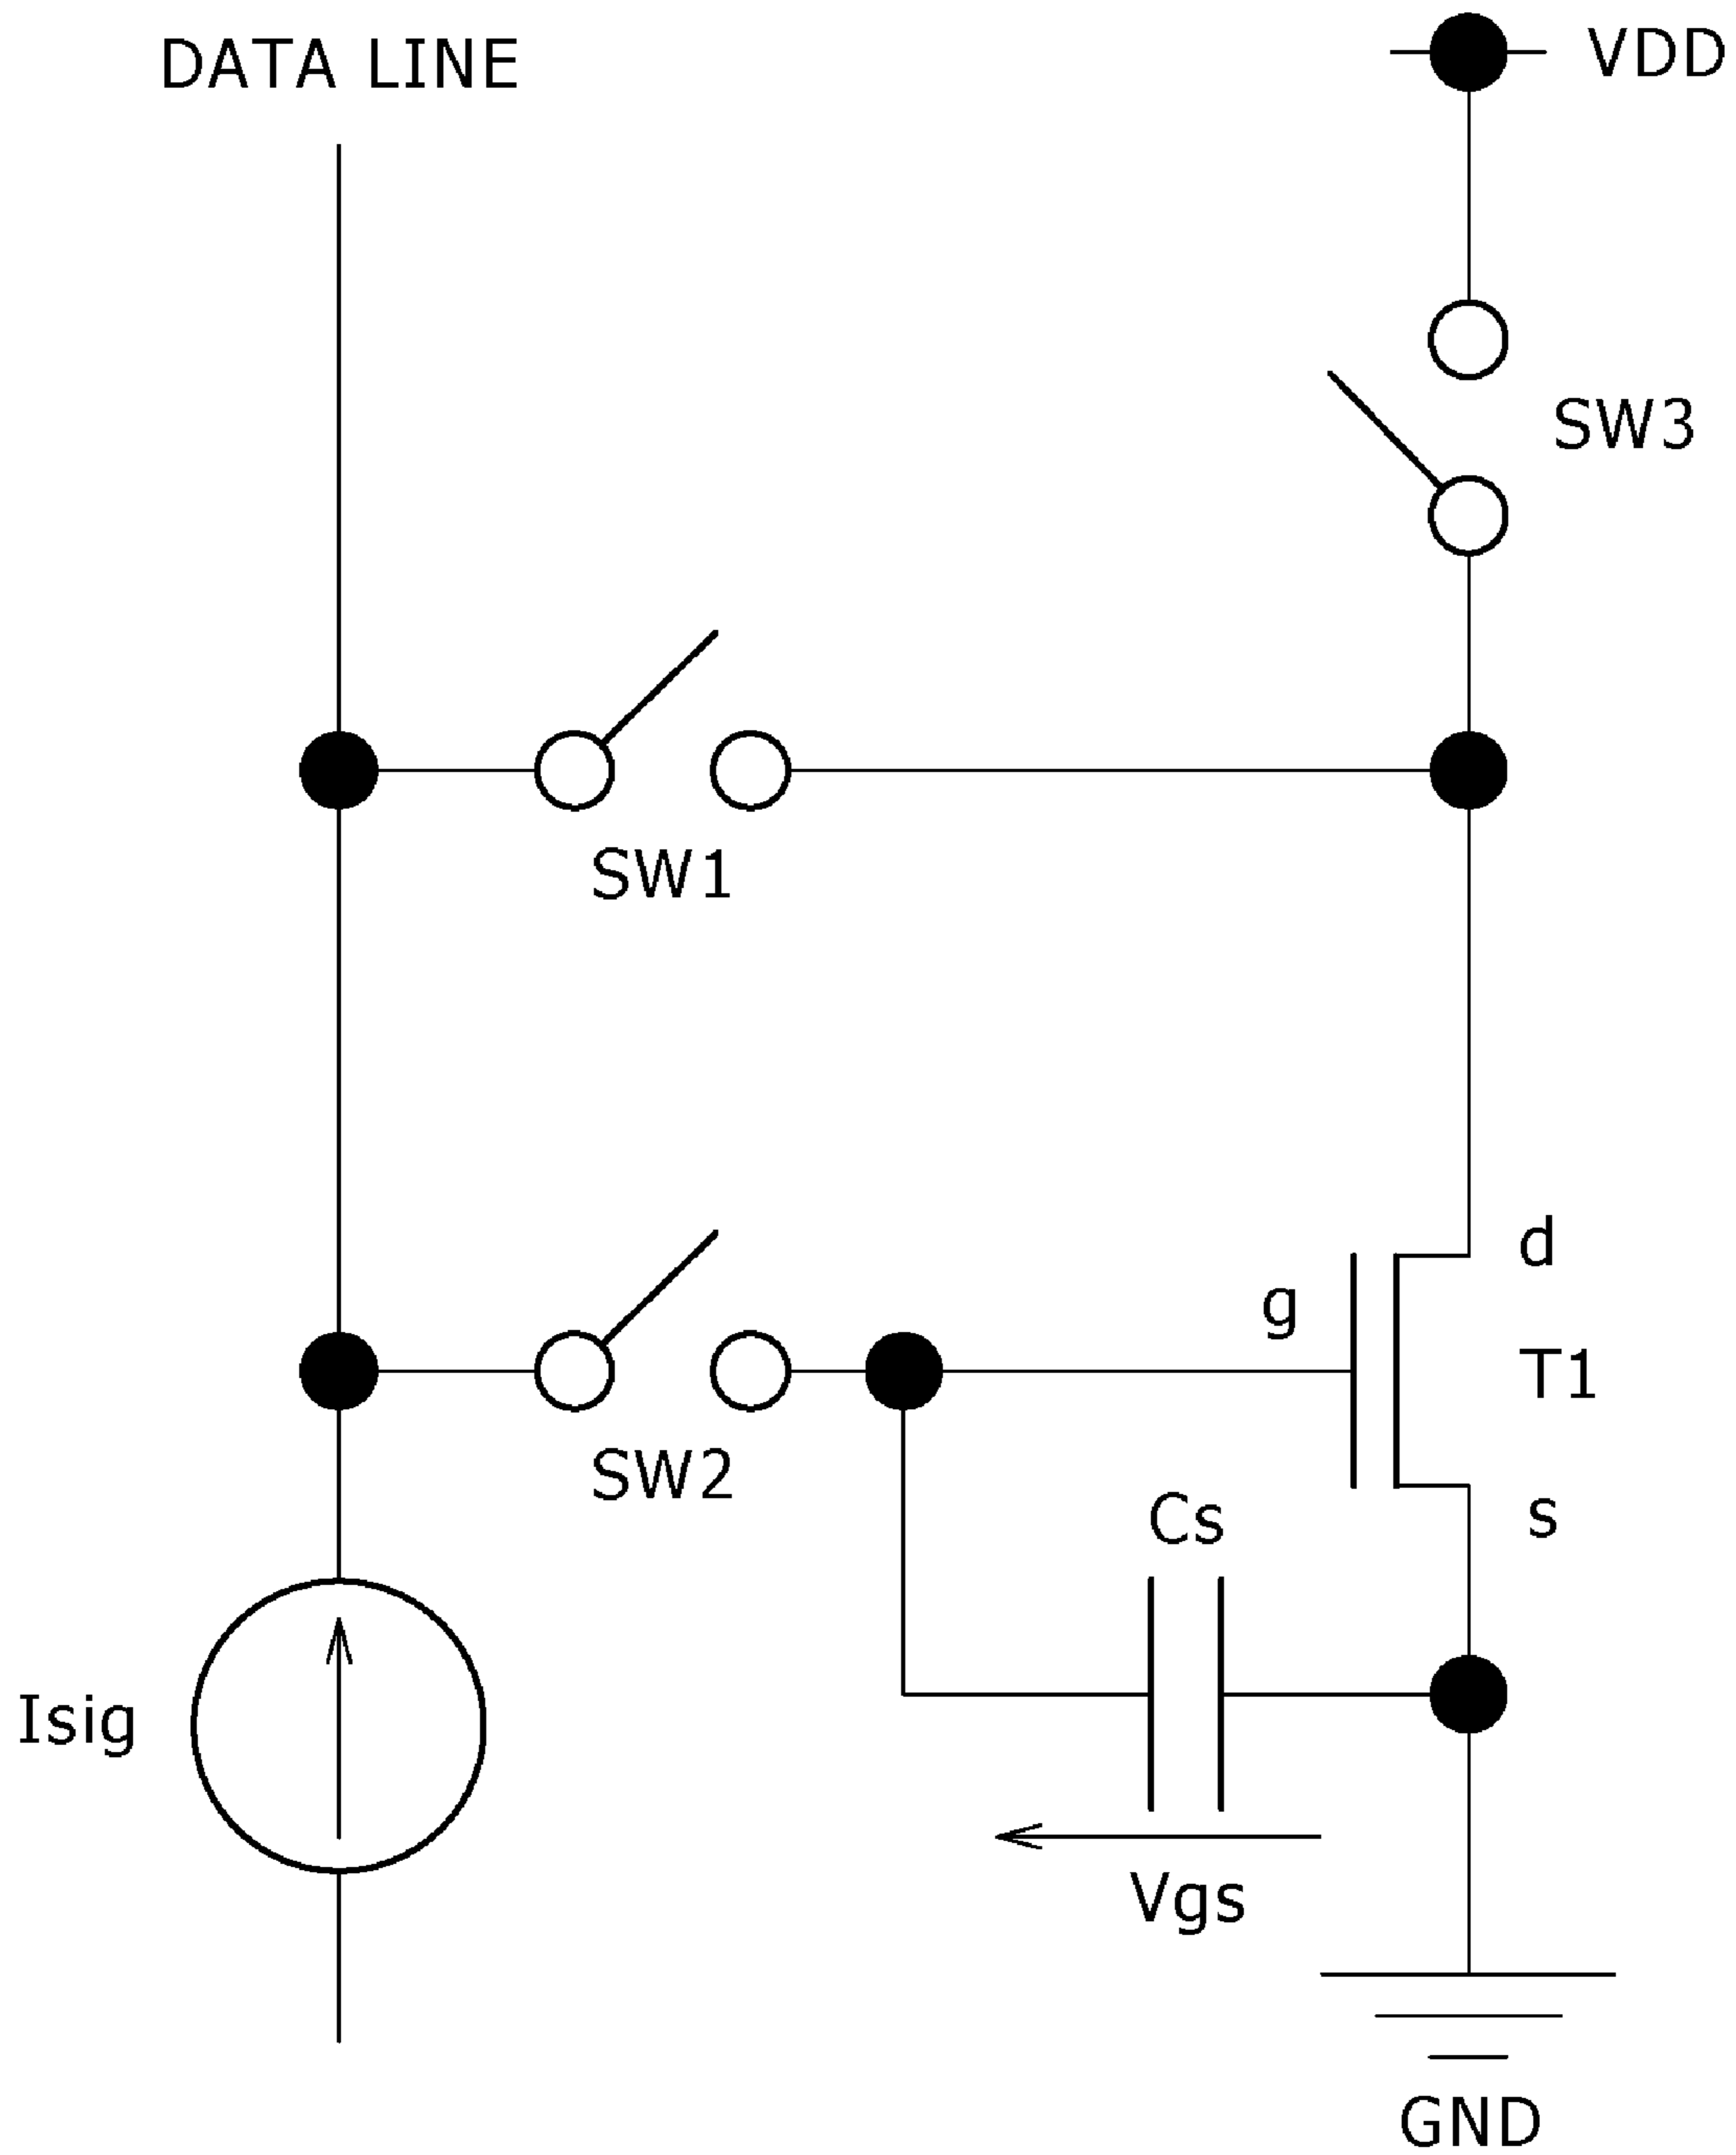 DATA LINE
VDD
SW3
SW1
d
g
T1
SW2
Cs
s
Isig
Vgs
GND